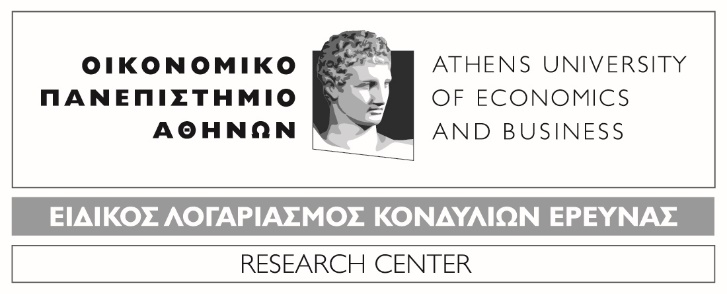 ΟΙΚΟΝΟΜΙΚΟ
ΠΑΝΕΠΙΣΤΗΜΙΟ
ΑΘΗΝΩΝ
ATHENS UNIVERSITY
OF ECONOMICS
AND BUSINESS
ΕΙΔΙΚΟΣ ΛΟΓΑΡΙΑΣΜΟΣ ΚΟΝΔΥΛΙΩΝ ΕΡΕΥΝΑΣ
RESEARCH CENTER